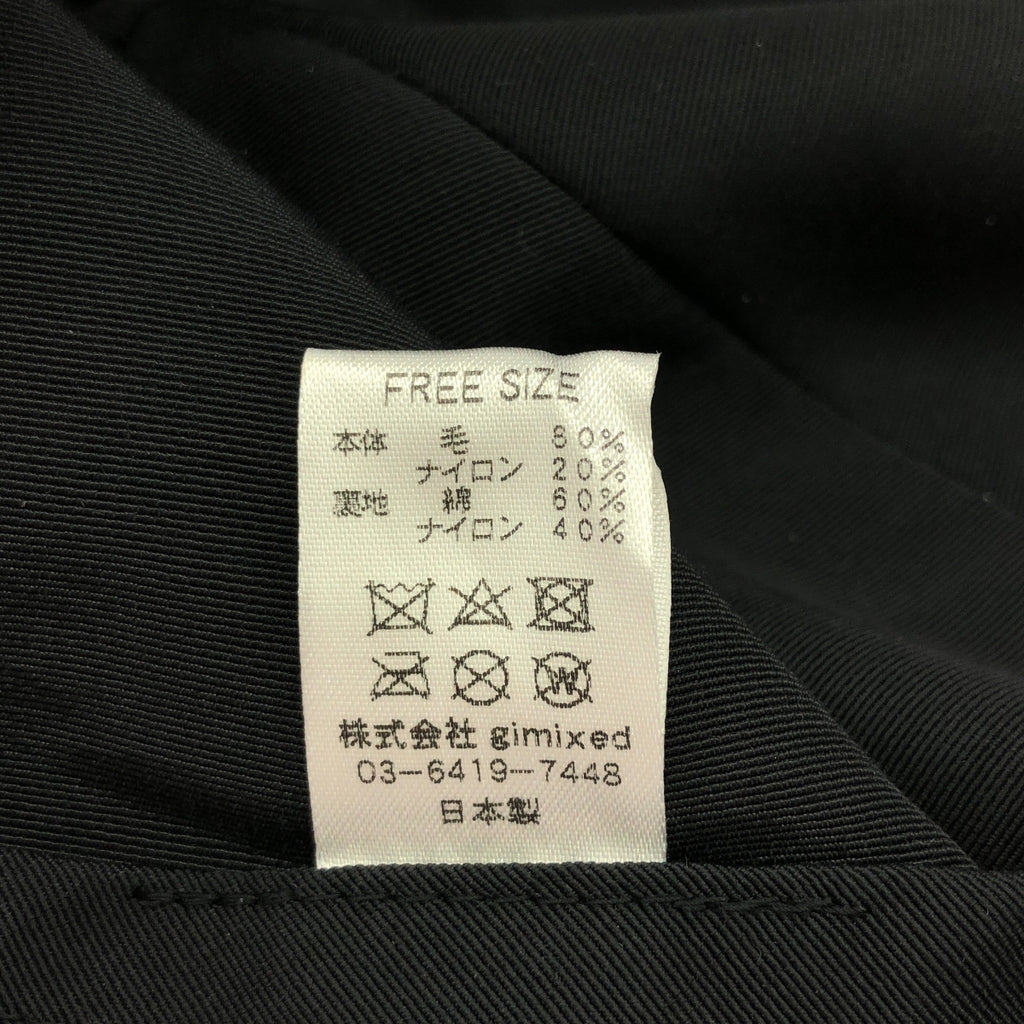 FREE SIZE
本体 毛 80%
ナイロン 20%
裏地 綿 60%
ナイロン 40%
W
株式会社 gimixed
03-6419-7448
日本製